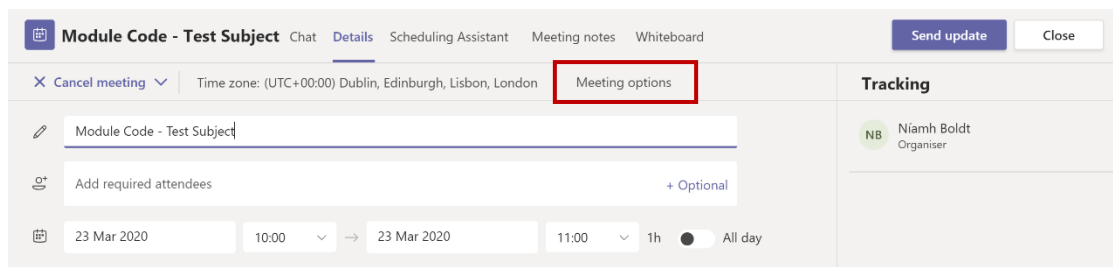 Module Code - Test Subject Chat Details Scheduling Assistant Meeting notes Whiteboard Send update Close
Cancel meeting Time zone: (UTC+00:00) Dublin, Edinburgh, Lisbon, London Meeting options Tracking
Module Code - Test Subject
NB Níamh Boldt
Organiser
Add required attendees + Optional
23 Mar 2020 10:00 → 23 Mar 2020 11:00 1h All day